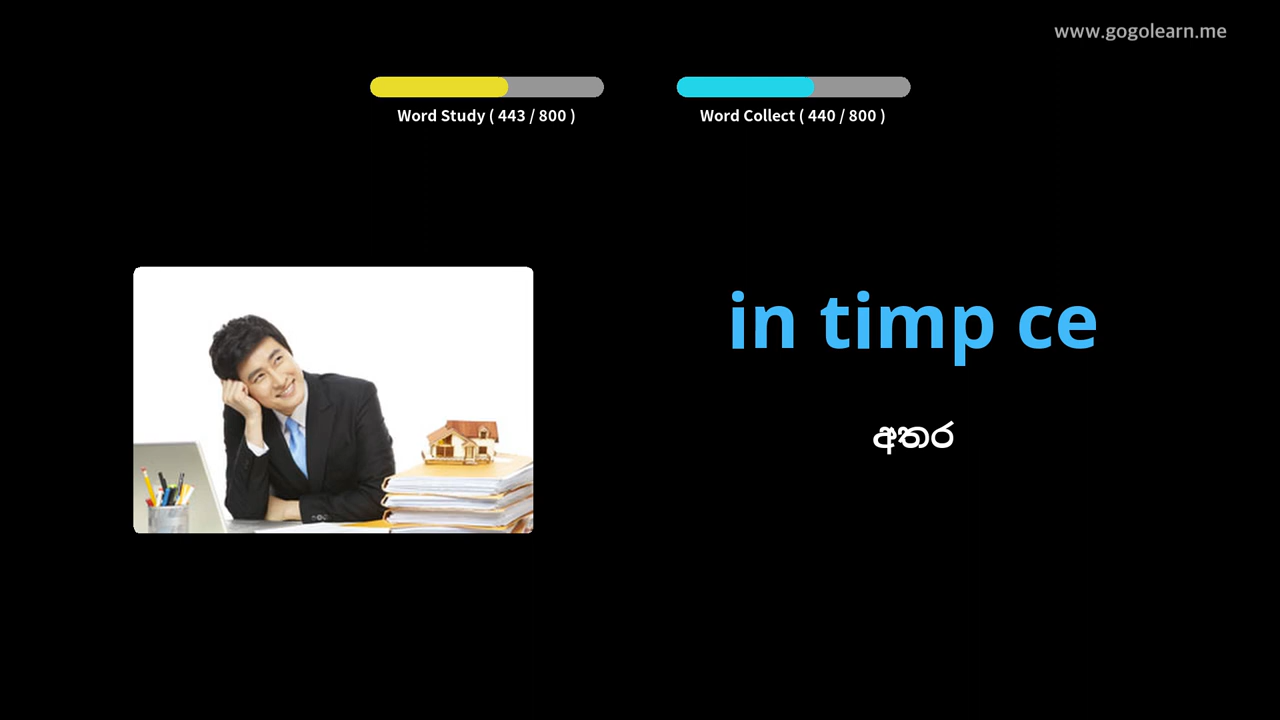 www.gogolearn.me
Word Study ( 443 / 800 )
Word Collect ( 440 / 800 )
in timp ce
අතර